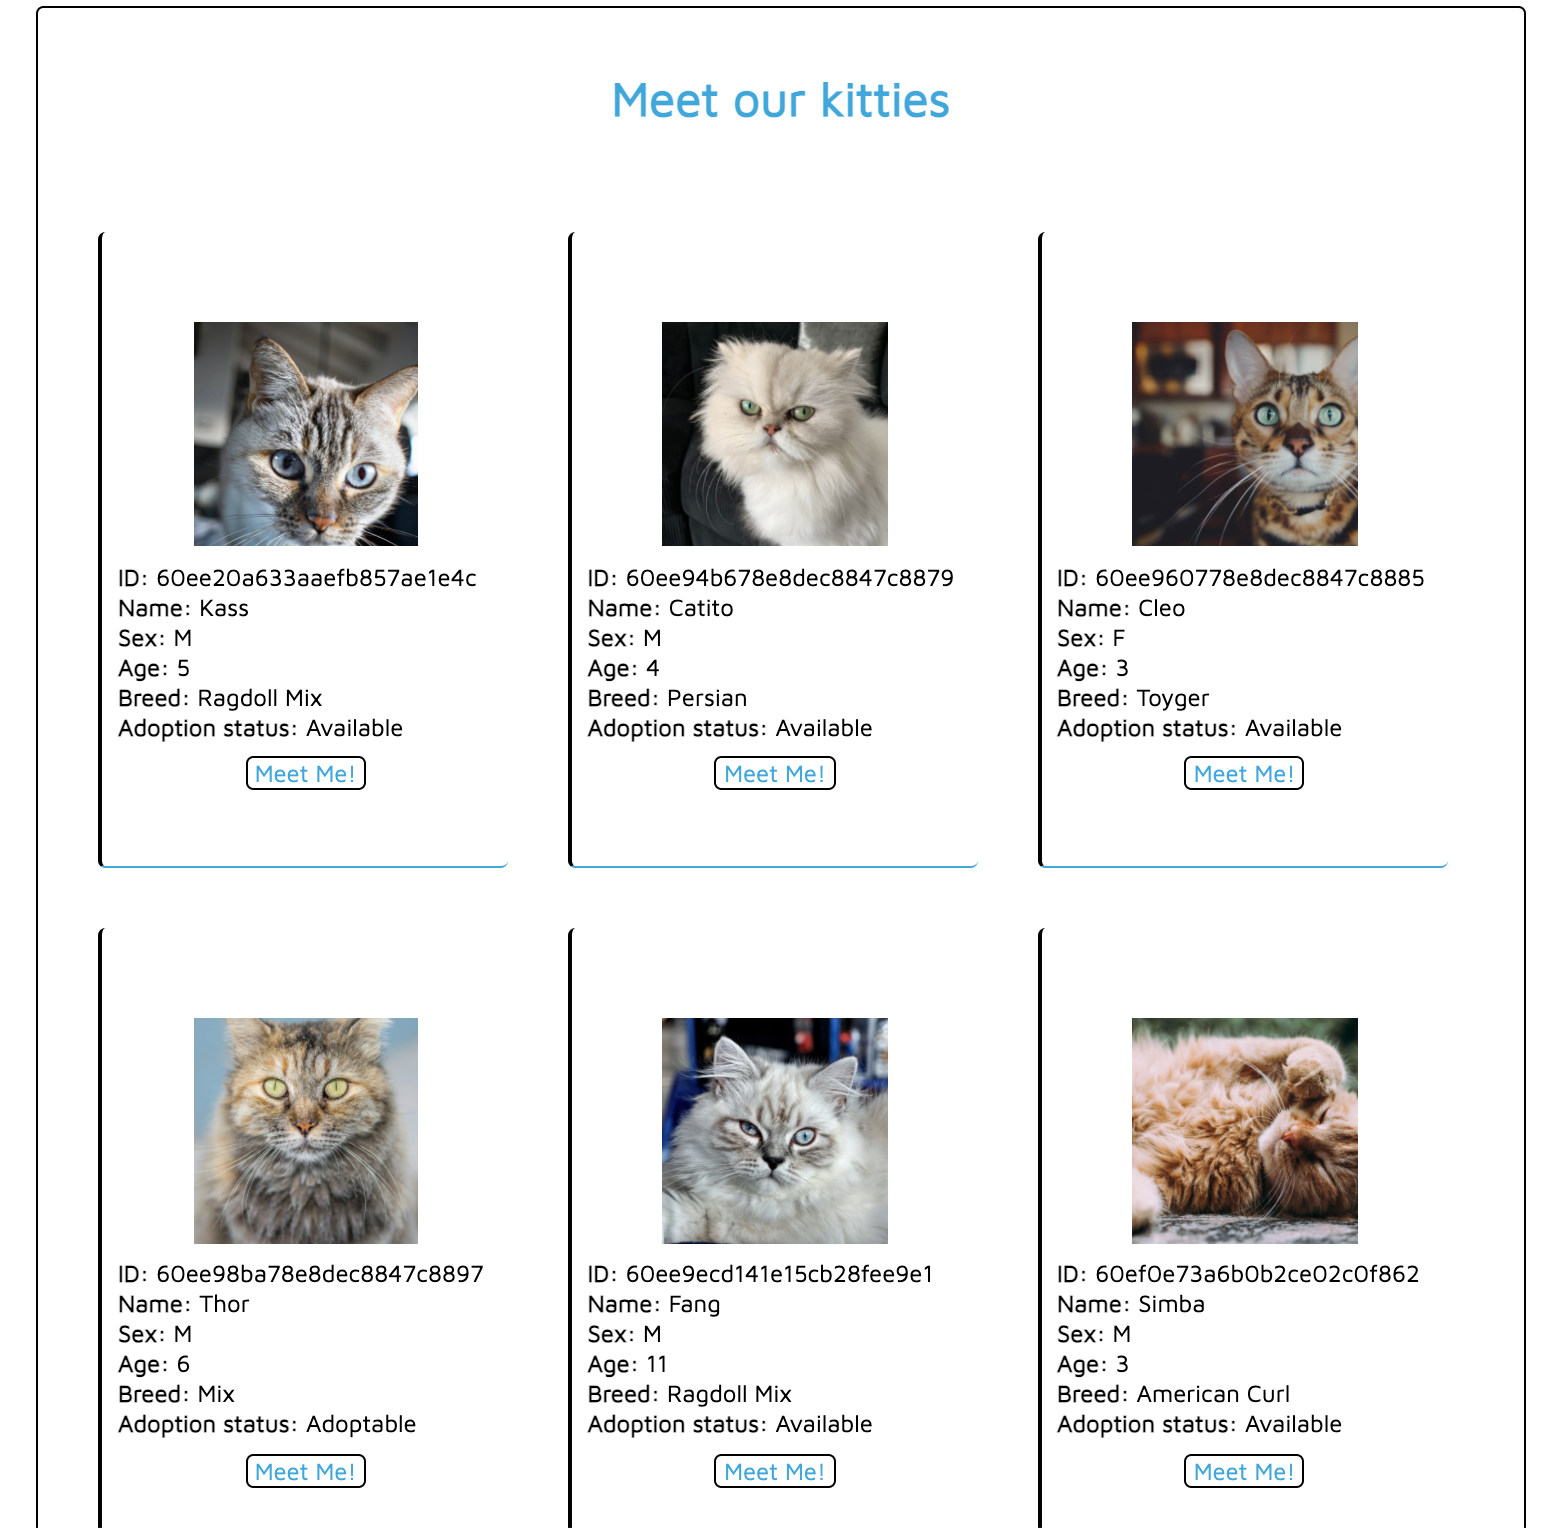 Meet our kitties
ID: 60ee20a633aaefb857ae1e4c
Name: Kass
Sex: M
Age: 5
Breed: Ragdoll Mix
Adoption status: Available
Meet Me!
ID: 60ee94b678e8dec8847c8879
Name: Catito
Sex: M
Age: 4
Breed: Persian
Adoption status: Available
Meet Me!
ID: 60ee960778e8dec8847c8885
Name: Cleo
Sex: F
Age: 3
Breed: Toyger
Adoption status: Available
Meet Me!
ID: 60ee98ba78e8dec8847c8897
Name: Thor
Sex: M
Age: 6
Breed: Mix
Adoption status: Adoptable
Meet Me!
ID: 60ee9ecd141e15cb28fee9e1
Name: Fang
Sex: M
Age: 11
Breed: Ragdoll Mix
Adoption status: Available
Meet Me!
ID: 60ef0e73a6b0b2ce02c0f862
Name: Simba
Sex: M
Age: 3
Breed: American Curl
Adoption status: Available
Meet Me!